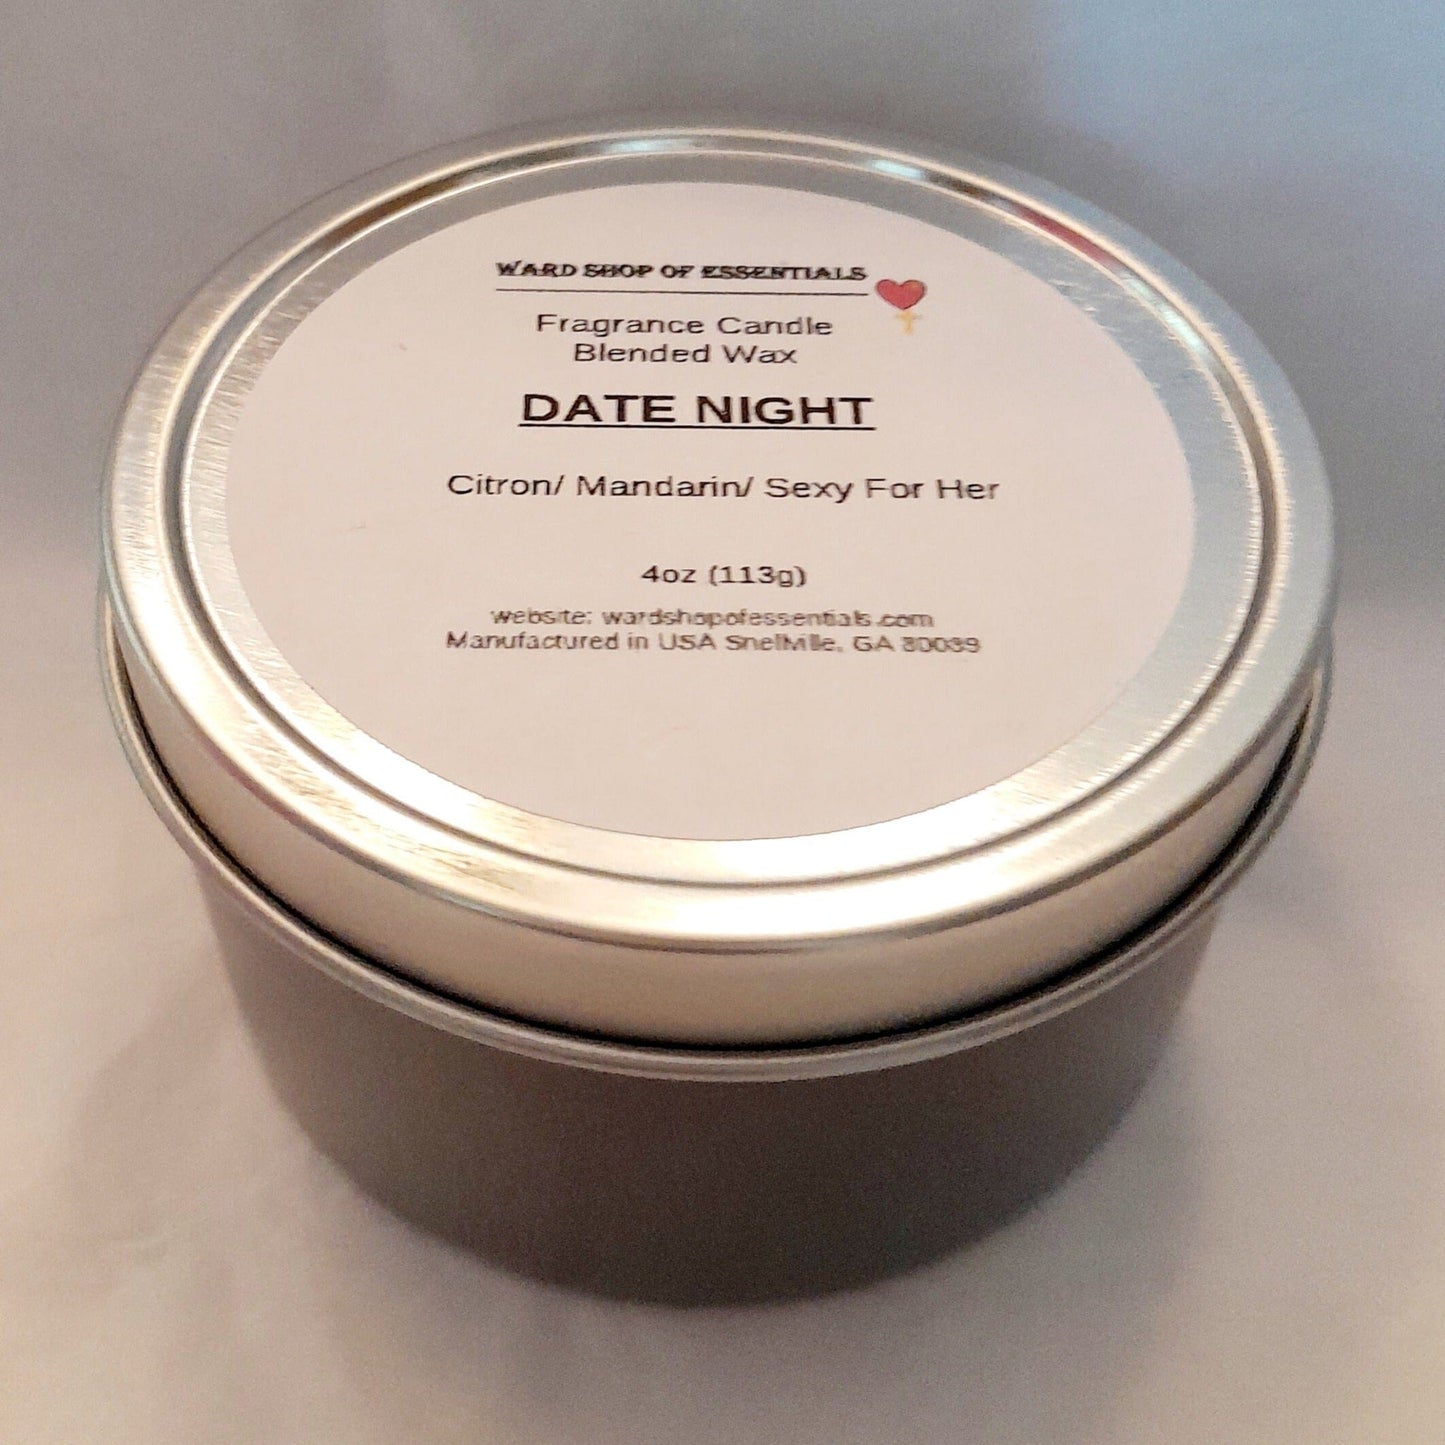 WARD SHOP OF ESSENTIALS
Fragrance Candle
Blended Wax
DATE NIGHT
Citron/ Mandarin/ Sexy For Her
4oz (113g)
website: wardshopofessentials.com
Manufactured in USA Snellville, GA 30039